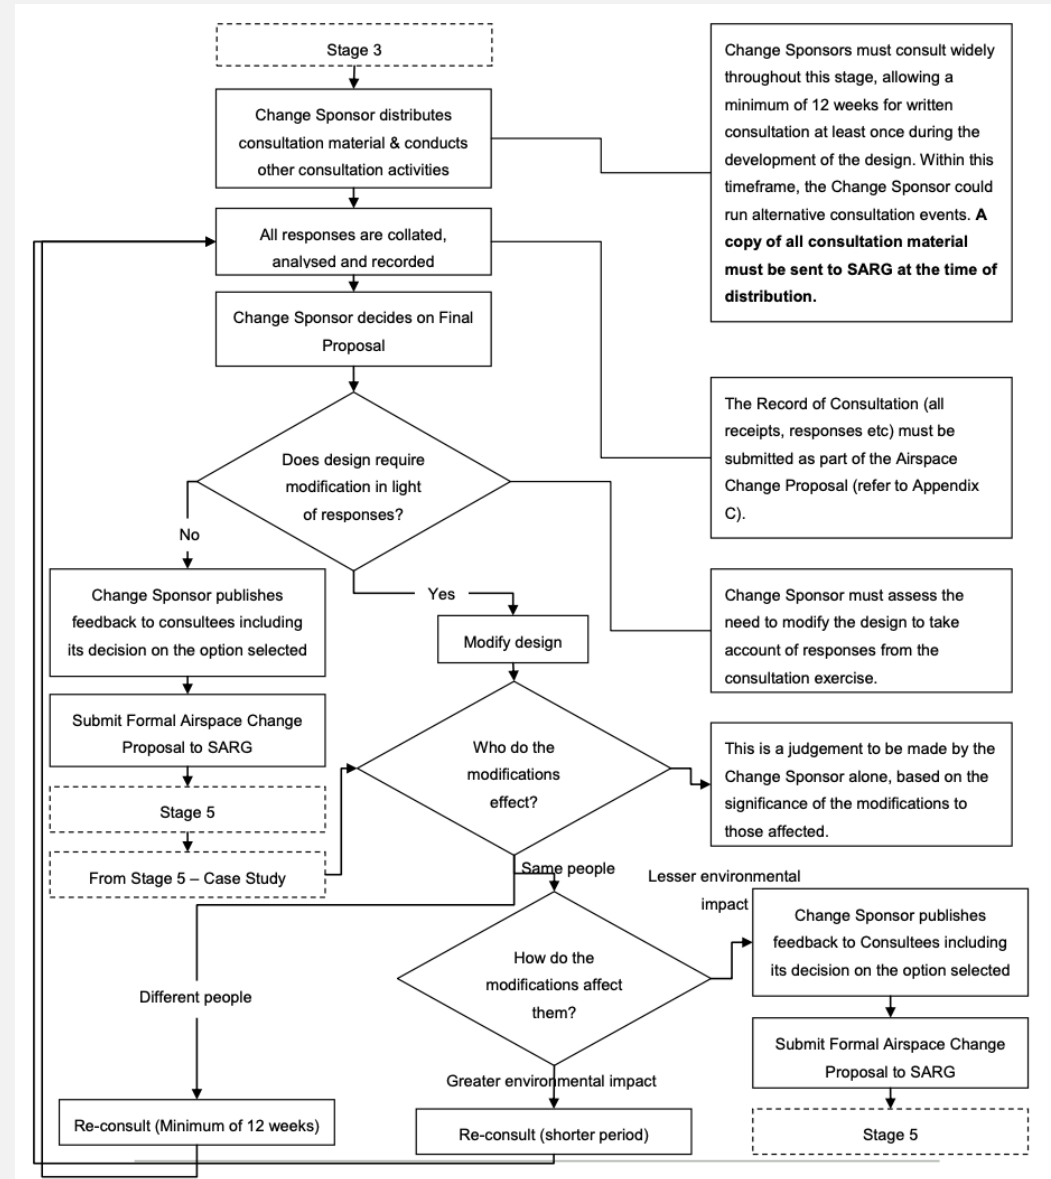 Stage 3
Change Sponsor distributes
consultation material & conducts
other consultation activities
Change Sponsors must consult widely
throughout this stage, allowing a
minimum of 12 weeks for written
consultation at least once during the
development of the design. Within this
timeframe, the Change Sponsor could
run alternative consultation events. A
copy of all consultation material
must be sent to SARG at the time of
distribution.
All responses are collated,
analysed and recorded
Change Sponsor decides on Final
Proposal
The Record of Consultation (all
receipts, responses etc) must be
submitted as part of the Airspace
Change Proposal (refer to Appendix
C).
Does design require
modification in light
of responses?
No
Yes
Change Sponsor publishes
feedback to consultees including
its decision on the option selected
Modify design
Change Sponsor must assess the
need to modify the design to take
account of responses from the
consultation exercise.
Submit Formal Airspace Change
Proposal to SARG
Stage 5
From Stage 5 – Case Study
Who do the
modifications
effect?
This is a judgement to be made by the
Change Sponsor alone, based on the
significance of the modifications to
those affected.
Same people
Lesser environmental
impact
Different people
How do the
modifications affect
them?
Change Sponsor publishes
feedback to Consultees including
its decision on the option selected
Submit Formal Airspace Change
Proposal to SARG
Greater environmental impact
Re-consult (Minimum of 12 weeks)
Re-consult (shorter period)
Stage 5